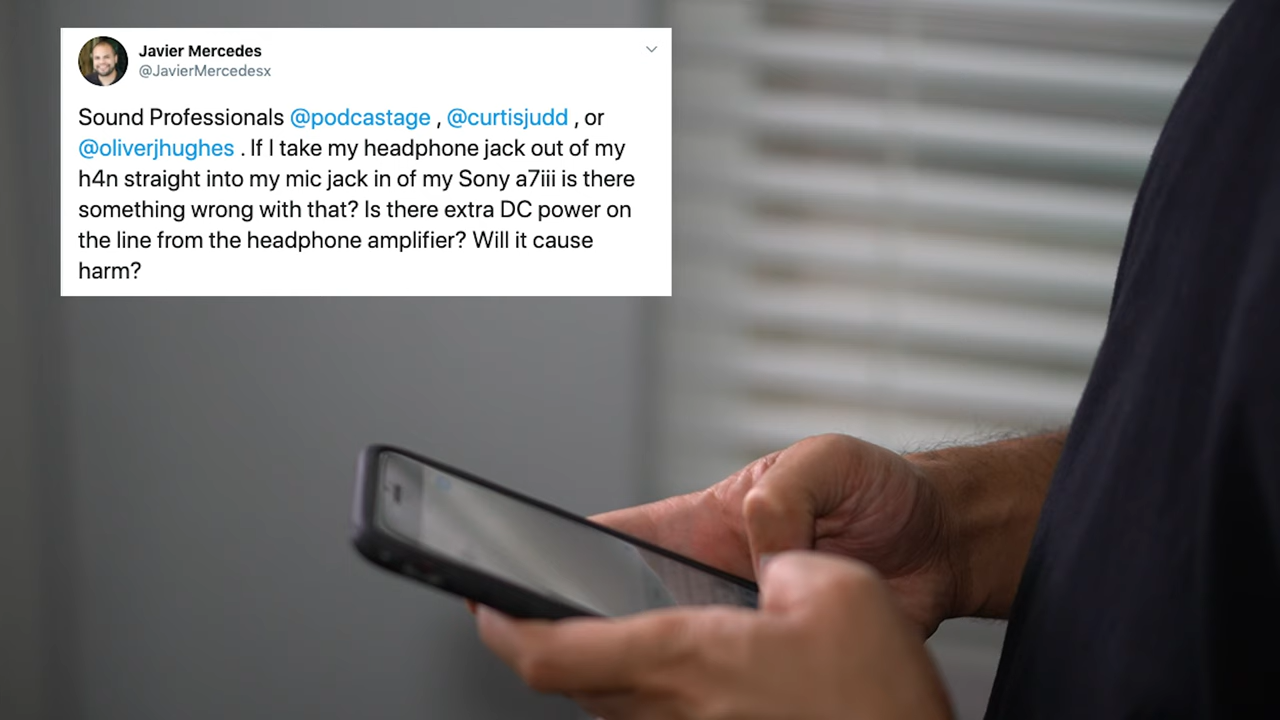 Javier Mercedes
@JavierMercedesx
Sound Professionals @podcastage , @curtisjudd , or
@oliverjhughes . If I take my headphone jack out of my
h4n straight into my mic jack in of my Sony a7iii is there
something wrong with that? Is there extra DC power on
the line from the headphone amplifier? Will it cause
harm?